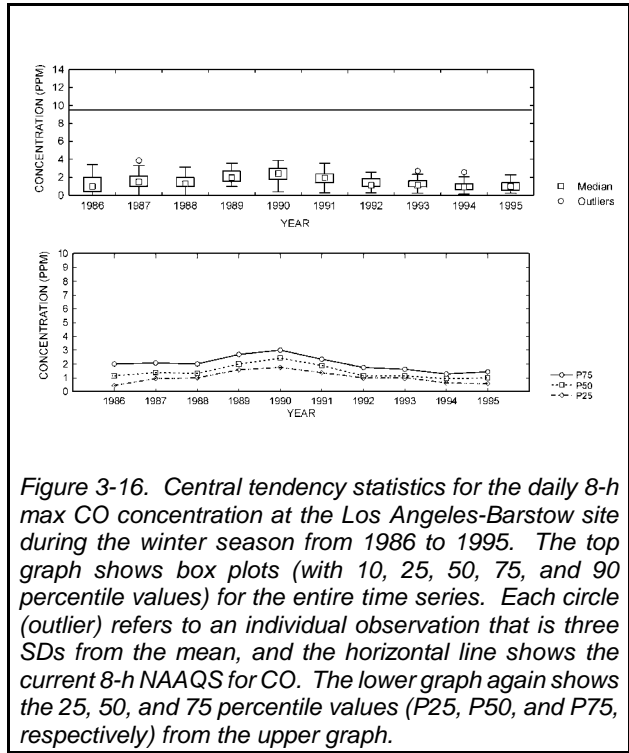 CONCENTRATION (PPM)
14
12
10
8
6
4
2
0
1986 1987 1988 1989 1990 1991 1992 1993 1994 1995
YEAR
Median
Outliers
CONCENTRATION (PPM)
10
9
8
7
6
5
4
3
2
1
0
1986 1987 1988 1989 1990 1991 1992 1993 1994 1995
YEAR
P75
P50
P25
Figure 3-16. Central tendency statistics for the daily 8-h
max CO concentration at the Los Angeles-Barstow site
during the winter season from 1986 to 1995. The top
graph shows box plots (with 10, 25, 50, 75, and 90
percentile values) for the entire time series. Each circle
(outlier) refers to an individual observation that is three
SDs from the mean, and the horizontal line shows the
current 8-h NAAQS for CO. The lower graph again shows
the 25, 50, and 75 percentile values (P25, P50, and P75,
respectively) from the upper graph.